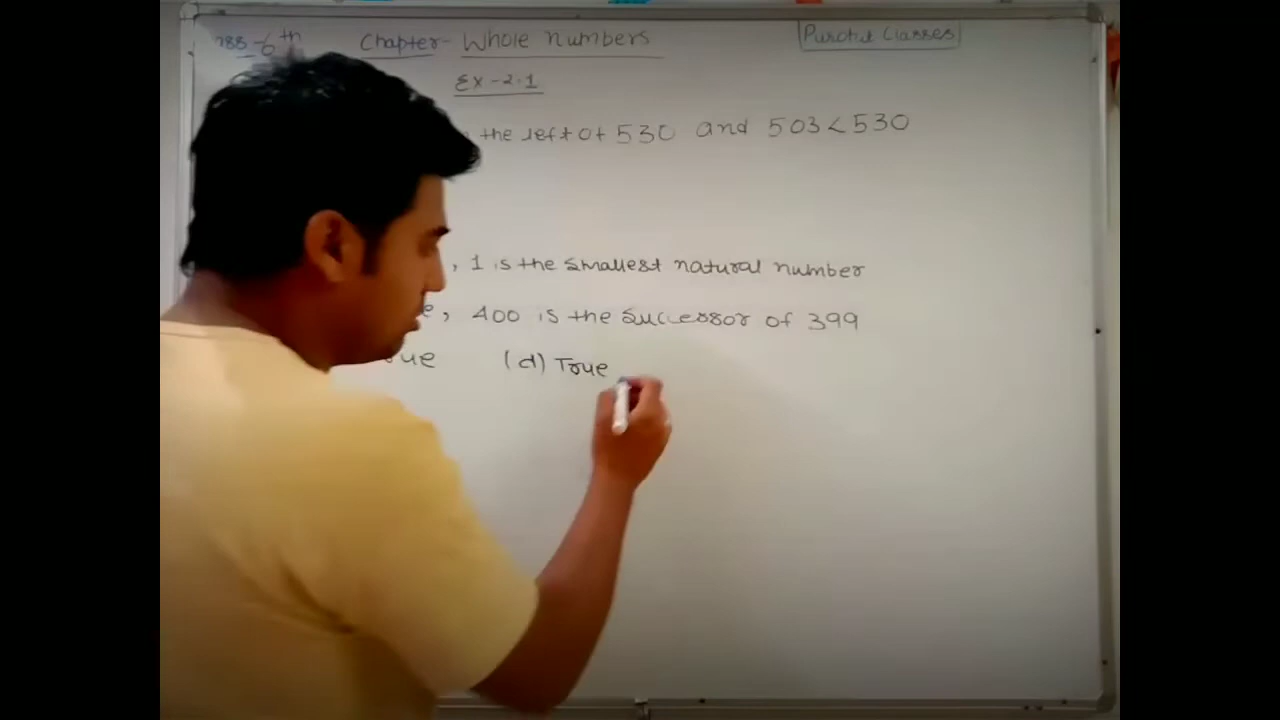 6th Chapter- Whole Numbers Purohit Classes
Ex-2.1
the left of 530 and 503<530
, 1 is the smallest natural number
, 400 is the successor of 399
(d) True